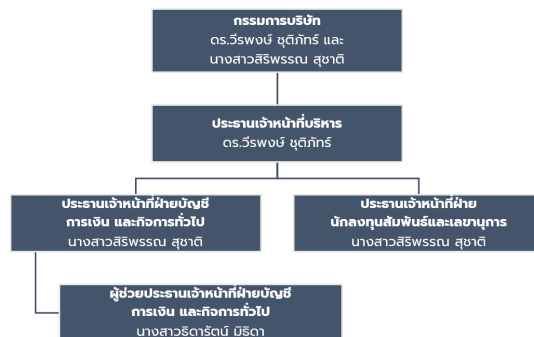 กรรมการบริษัท
ดร.วีรพงษ์ ชุติภัทร์ และ
นางสาวสิริพรรณ สุชาติ
ประธานเจ้าหน้าที่บริหาร
ดร.วีรพงษ์ ชุติภัทร์
ประธานเจ้าหน้าที่ฝ่ายบัญชี
การเงิน และกิจการทั่วไป
นางสาวสิริพรรณ สุชาติ
ประธานเจ้าหน้าที่ฝ่าย
นักลงทุนสัมพันธ์และเลขานุการ
นางสาวสิริพรรณ สุชาติ
ผู้ช่วยประธานเจ้าหน้าที่ฝ่ายบัญชี
การเงิน และกิจการทั่วไป
นางสาวธิดารัตน์ มิธิดา